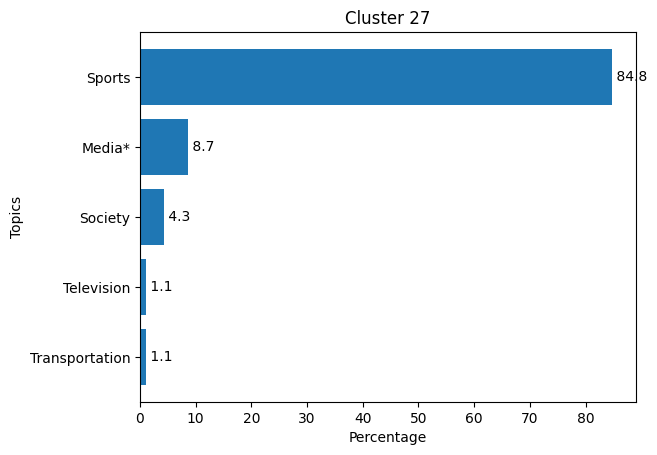 Cluster 27
Topics
Sports 84.8
Media* 8.7
Society 4.3
Television 1.1
Transportation 1.1
0 10 20 30 40 50 60 70 80
Percentage